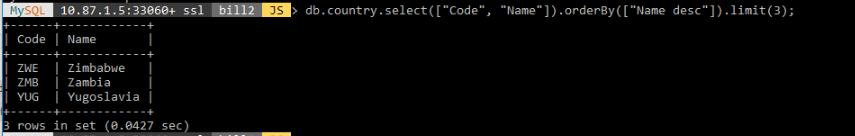 MySQL 10.87.1.5:33060+ ssl bill2 JS > db.country.select(["Code", "Name"]).orderBy(["Name desc"]).limit(3);
+------+------------+
| Code | Name       |
+------+------------+
| ZWE  | Zimbabwe   |
| ZMB  | Zambia     |
| YUG  | Yugoslavia |
+------+------------+
3 rows in set (0.0427 sec)